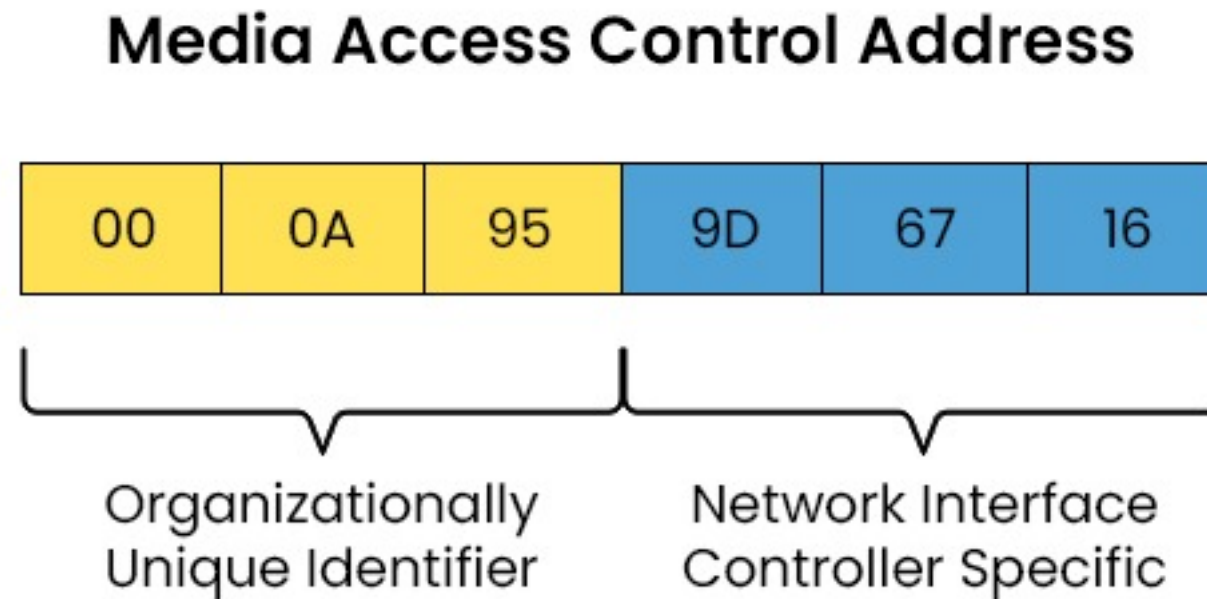 Media Access Control Address
00 0A 95 9D 67 16
Organizationally
Unique Identifier
Network Interface
Controller Specific